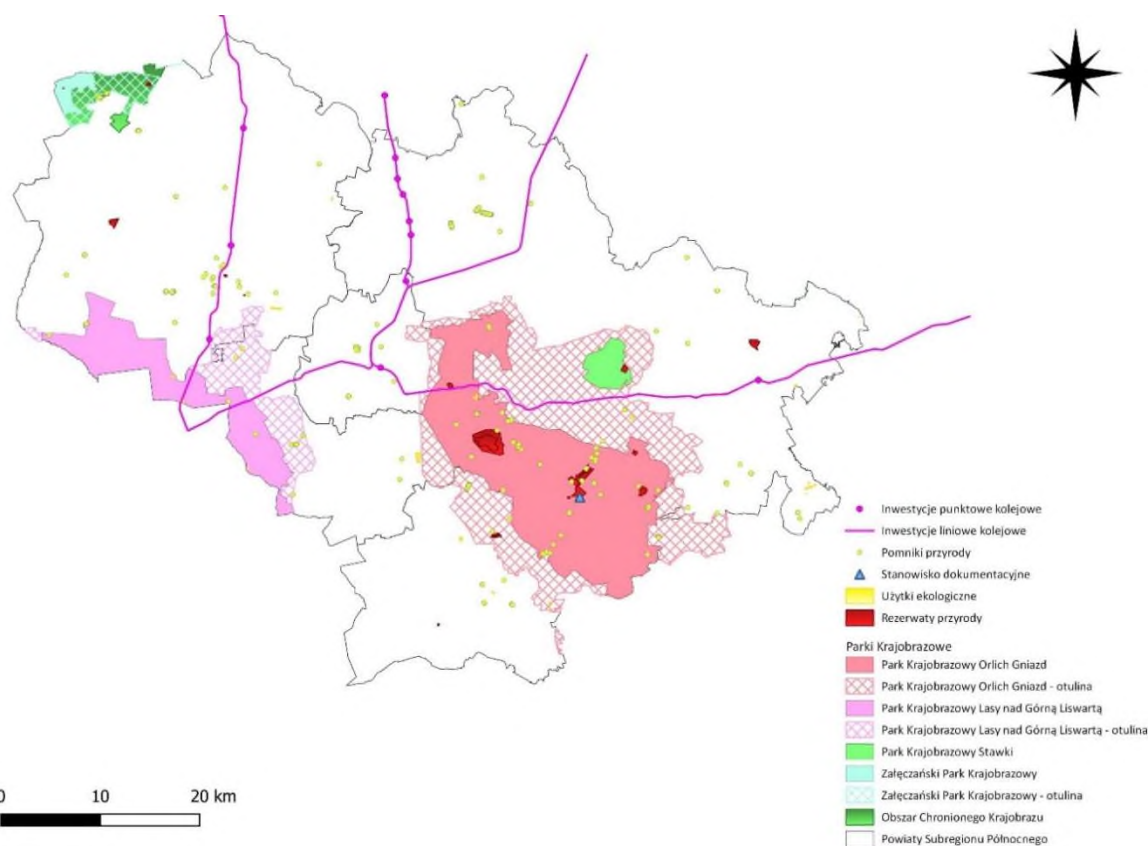 Inwestycje punktowe kolejowe
Inwestycje liniowe kolejowe
Pomniki przyrody
Stanowisko dokumentacyjne
Użytki ekologiczne
Rezerwaty przyrody
Parki Krajobrazowe
Park Krajobrazowy Orlich Gniazd
Park Krajobrazowy Orlich Gniazd - otulina
Park Krajobrazowy Lasy nad Górną Liswartą
Park Krajobrazowy Lasy nad Górną Liswartą - otulina
Park Krajobrazowy Stawki
Załęczański Park Krajobrazowy
Załęczański Park Krajobrazowy - otulina
Obszar Chronionego Krajobrazu
Powiaty Subregionu Północnego
0 10 20 km